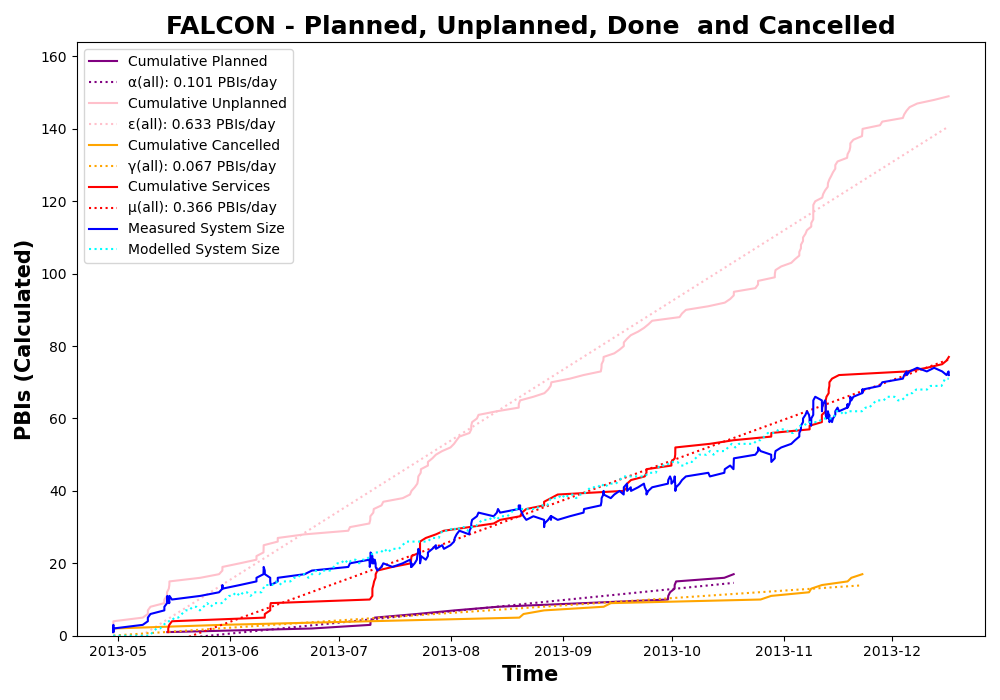 FALCON - Planned, Unplanned, Done  and Cancelled
PBIs (Calculated)
160
140
120
100
80
60
40
20
0
Cumulative Planned
α(all): 0.101 PBIs/day
Cumulative Unplanned
ε(all): 0.633 PBIs/day
Cumulative Cancelled
γ(all): 0.067 PBIs/day
Cumulative Services
μ(all): 0.366 PBIs/day
Measured System Size
Modelled System Size
2013-05 2013-06 2013-07 2013-08 2013-09 2013-10 2013-11 2013-12
Time